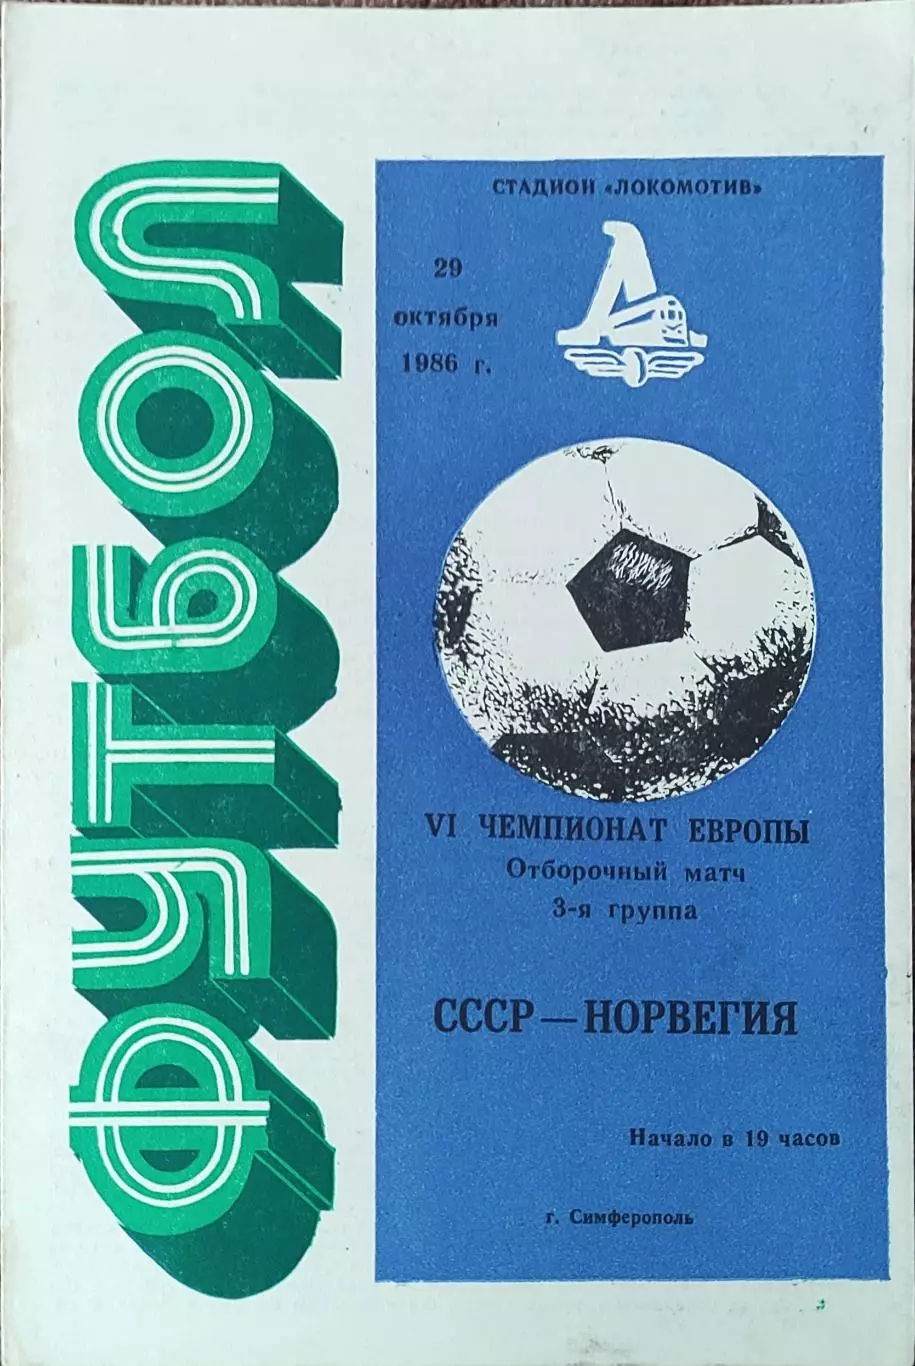 ФУТБОЛ
СТАДИОН «ЛОКОМОТИВ»
29
октября
1986 г.
VI ЧЕМПИОНАТ ЕВРОПЫ
Отборочный матч
3-я группа
СССР — НОРВЕГИЯ
Начало в 19 часов
г. Симферополь